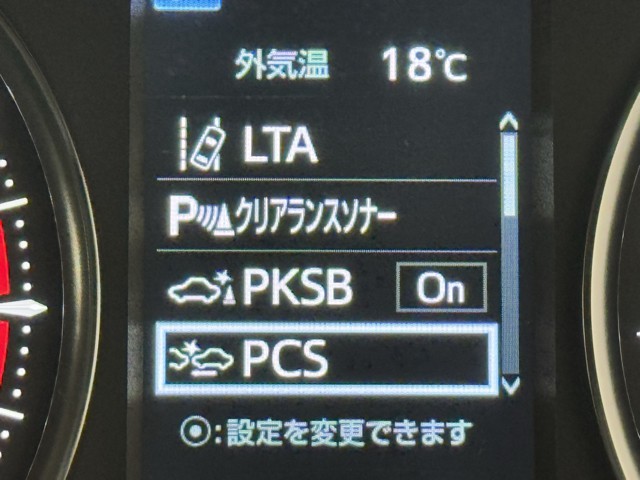 外気温 18℃
LTA
Pクリアランスソナー
PKSB On
PCS
:設定を変更できます